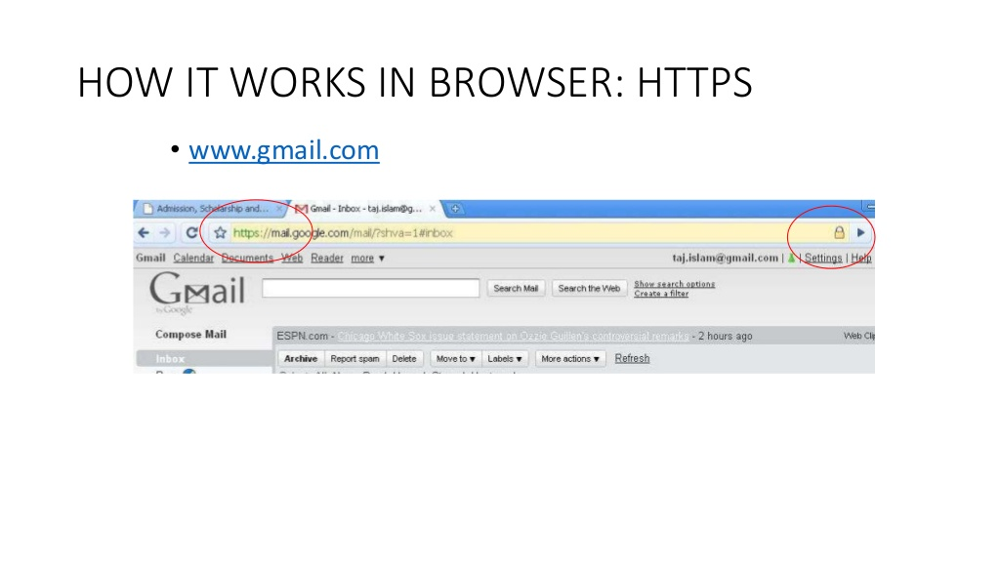 HOW IT WORKS IN BROWSER: HTTPS
• www.gmail.com
Admission, Scholarship and... × Gmail - Inbox - taj.islam@g... ×
https://mail.google.com/mail/?shva=1#inbox
Gmail Calendar Documents Web Reader more ▼ taj.islam@gmail.com | | Settings | Help
Gmail
by Google
Search Mail Search the Web Show search options
Create a filter
Compose Mail
ESPN.com - Chicago White Sox issue statement on Ozzie Guillen's controversial remarks - 2 hours ago Web Clip
Inbox
Archive Report spam Delete Move to ▼ Labels ▼ More actions ▼ Refresh